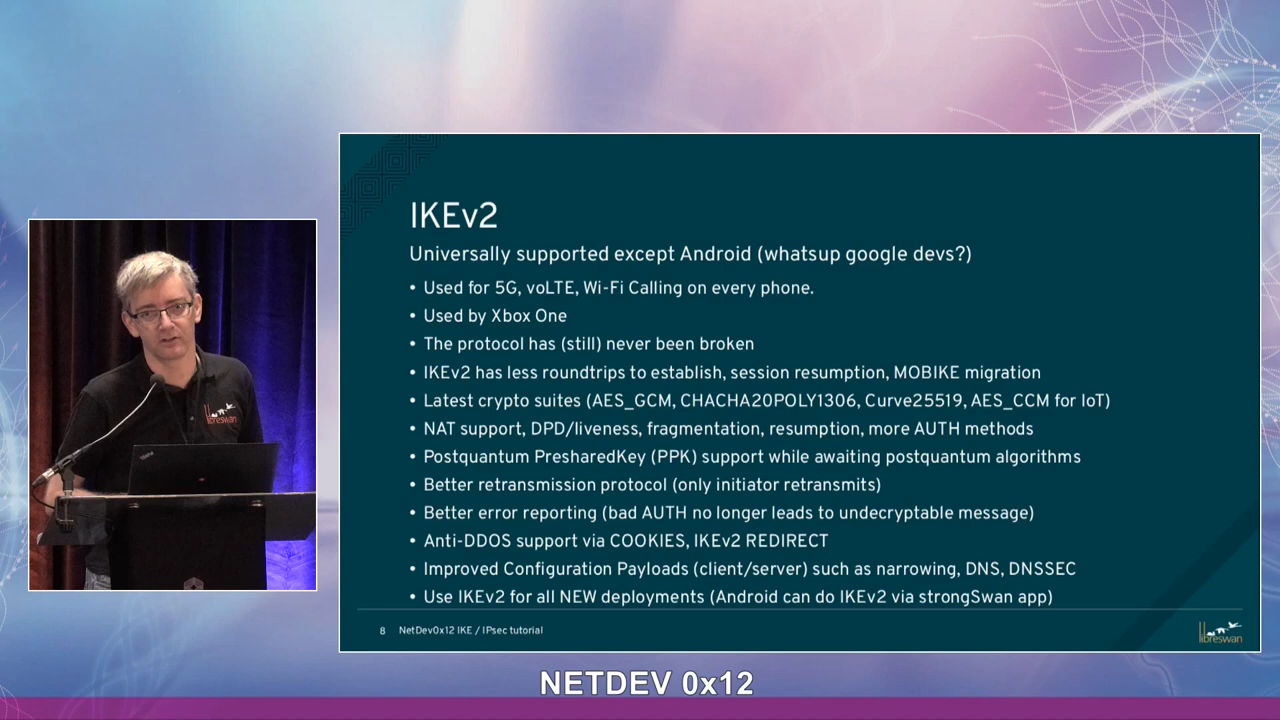 IKEv2
Universally supported except Android (whatsup google devs?)
• Used for 5G, voLTE, Wi-Fi Calling on every phone.
• Used by Xbox One
• The protocol has (still) never been broken
• IKEv2 has less roundtrips to establish, session resumption, MOBIKE migration
• Latest crypto suites (AES_GCM, CHACHA20POLY1306, Curve25519, AES_CCM for IoT)
• NAT support, DPD/liveness, fragmentation, resumption, more AUTH methods
• Postquantum PresharedKey (PPK) support while awaiting postquantum algorithms
• Better retransmission protocol (only initiator retransmits)
• Better error reporting (bad AUTH no longer leads to undecryptable message)
• Anti-DDOS support via COOKIES, IKEv2 REDIRECT
• Improved Configuration Payloads (client/server) such as narrowing, DNS, DNSSEC
• Use IKEv2 for all NEW deployments (Android can do IKEv2 via strongSwan app)
8 NetDev0x12 IKE / IPsec tutorial
libreswan
libreswan
ThinkPad
NETDEV 0x12